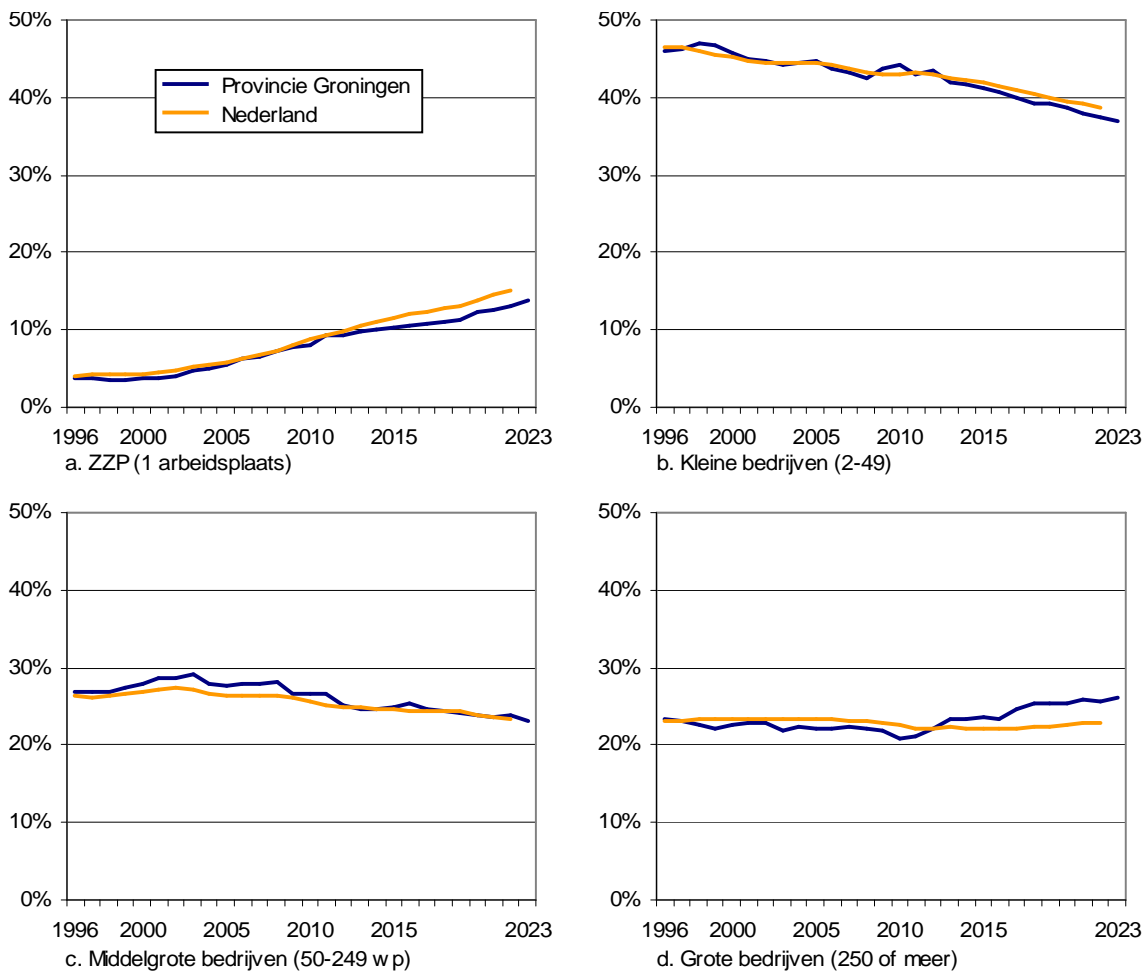 50%
40%
30%
20%
10%
0%
Provincie Groningen
Nederland
1996 2000 2005 2010 2015 2023
a. ZZP (1 arbeidsplaats)
50%
40%
30%
20%
10%
0%
1996 2000 2005 2010 2015 2023
b. Kleine bedrijven (2-49)
50%
40%
30%
20%
10%
0%
1996 2000 2005 2010 2015 2023
c. Middelgrote bedrijven (50-249 wp)
50%
40%
30%
20%
10%
0%
1996 2000 2005 2010 2015 2023
d. Grote bedrijven (250 of meer)